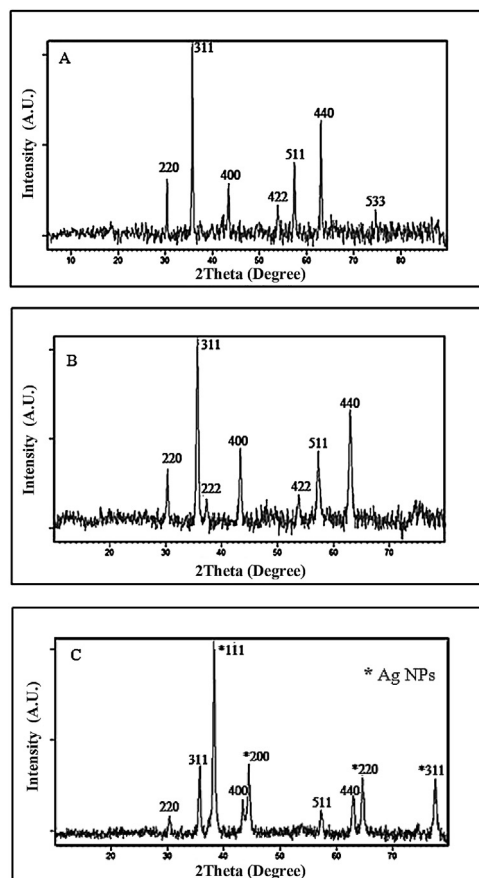 A
311
440
511
220
400
422
533
Intensity (A.U.)
10 20 30 40 50 60 70 80
2Theta (Degree)
B
311
440
400
511
220
222
422
Intensity (A.U.)
20 30 40 50 60 70
2Theta (Degree)
C
*111
* Ag NPs
311
*200
*220
*311
400
440
220
511
Intensity (A.U.)
20 30 40 50 60 70
2Theta (Degree)